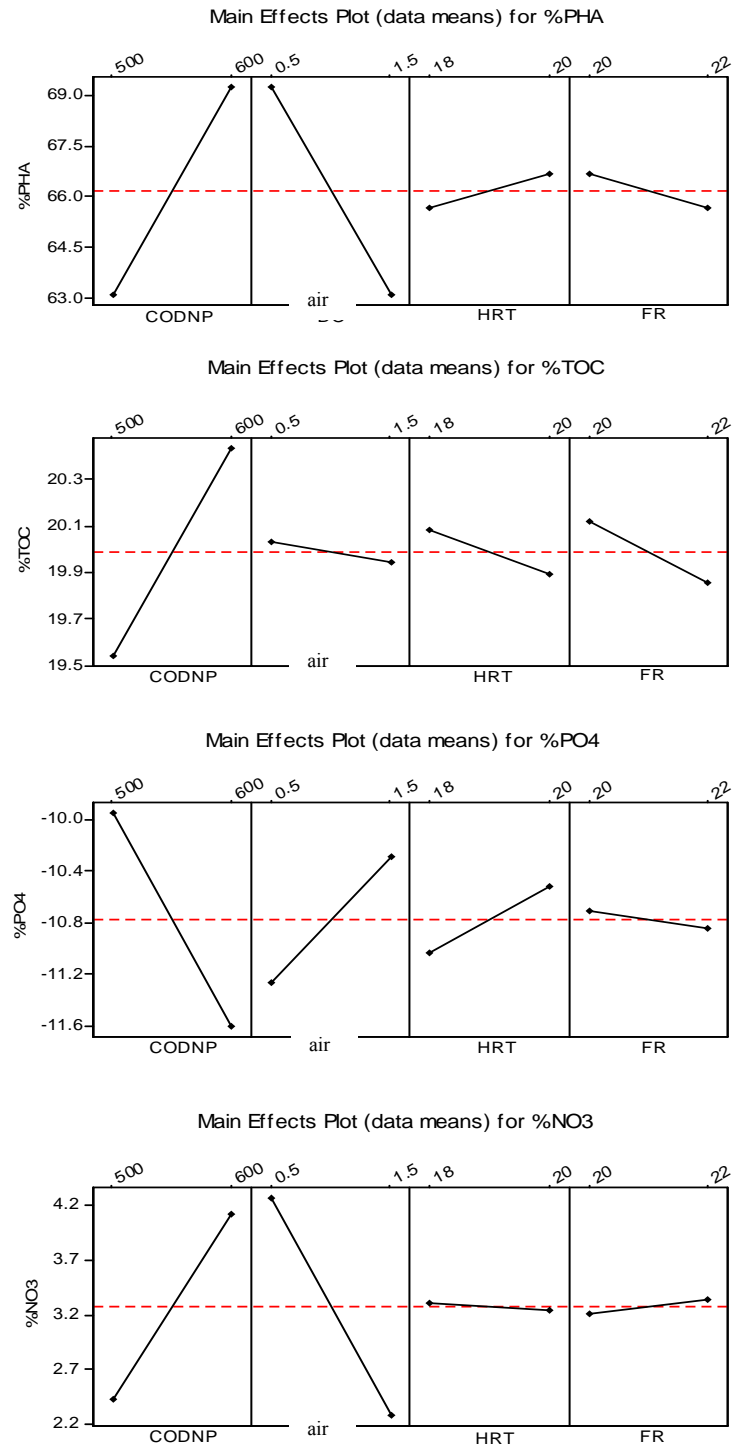 Main Effects Plot (data means) for %PHA
500 600 0.5 1.5 18 20 20 22
69.0
67.5
66.0
64.5
63.0
%PHA
CODNP air HRT FR
Main Effects Plot (data means) for %TOC
500 600 0.5 1.5 18 20 20 22
20.3
20.1
19.9
19.7
19.5
%TOC
CODNP air HRT FR
Main Effects Plot (data means) for %PO4
500 600 0.5 1.5 18 20 20 22
-10.0
-10.4
-10.8
-11.2
-11.6
%PO4
CODNP air HRT FR
Main Effects Plot (data means) for %NO3
500 600 0.5 1.5 18 20 20 22
4.2
3.7
3.2
2.7
2.2
%NO3
CODNP air HRT FR